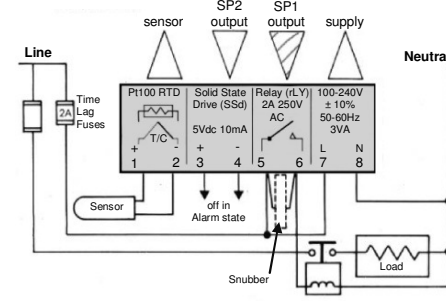 SP2 SP1
sensor output output supply
Line
Neutra
Pt100 RTD Solid State Relay (rLY) 100-240V
Drive (SSd) 2A 250V ± 10%
AC 50-60Hz
5Vdc 10mA 3VA
T/C
+ - + - L N
1 2 3 4 5 6 7 8
2A
Time
Lag
Fuses
Sensor
off in
Alarm state
Snubber
Load